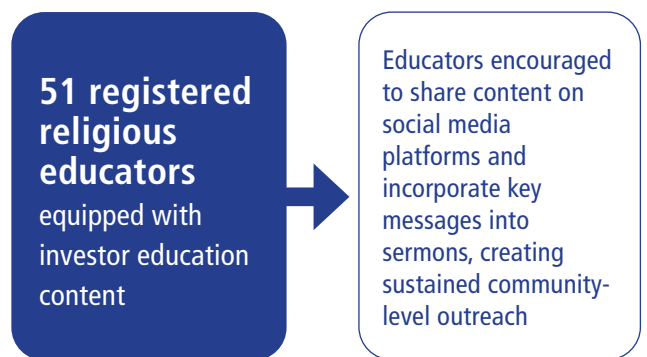 51 registered
religious
educators
equipped with
investor education
content
Educators encouraged
to share content on
social media
platforms and
incorporate key
messages into
sermons, creating
sustained community-
level outreach